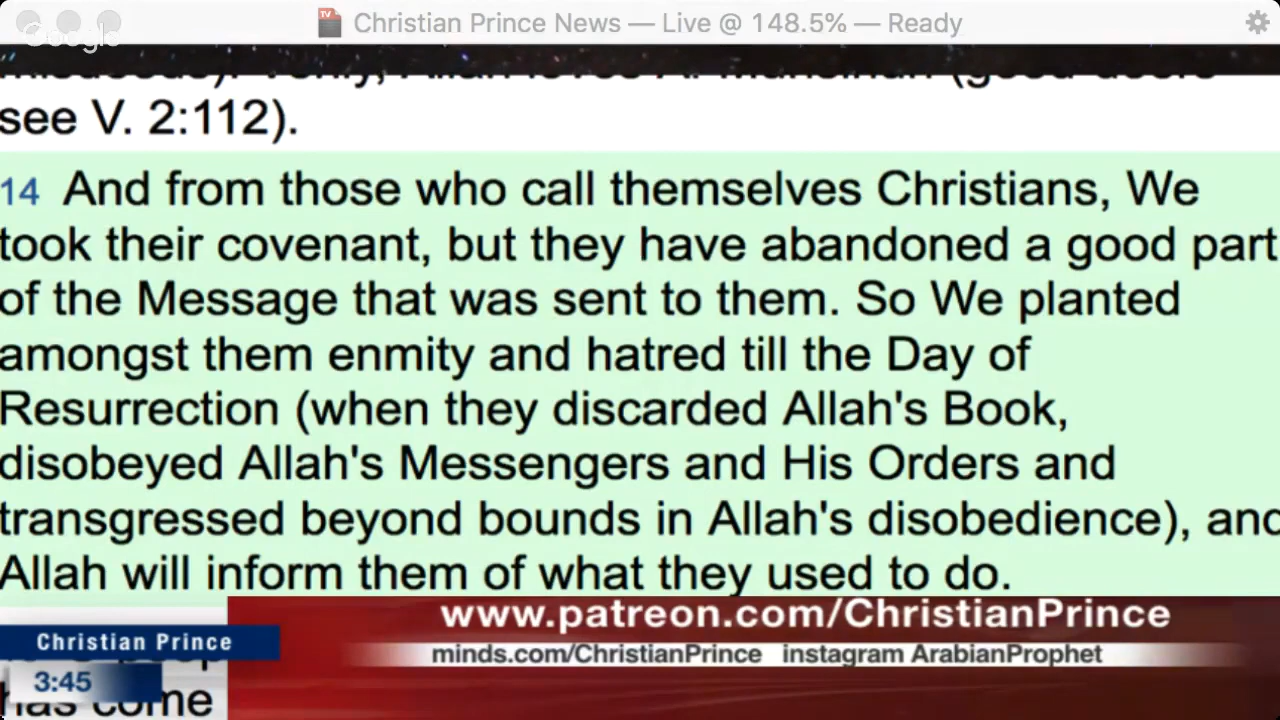 Christian Prince News — Live @ 148.5% — Ready
Google
see V. 2:112).
14 And from those who call themselves Christians, We
took their covenant, but they have abandoned a good part
of the Message that was sent to them. So We planted
amongst them enmity and hatred till the Day of
Resurrection (when they discarded Allah's Book,
disobeyed Allah's Messengers and His Orders and
transgressed beyond bounds in Allah's disobedience), and
Allah will inform them of what they used to do.
www.patreon.com/ChristianPrince
Christian Prince
minds.com/ChristianPrince instagram ArabianProphet
3:45
has come